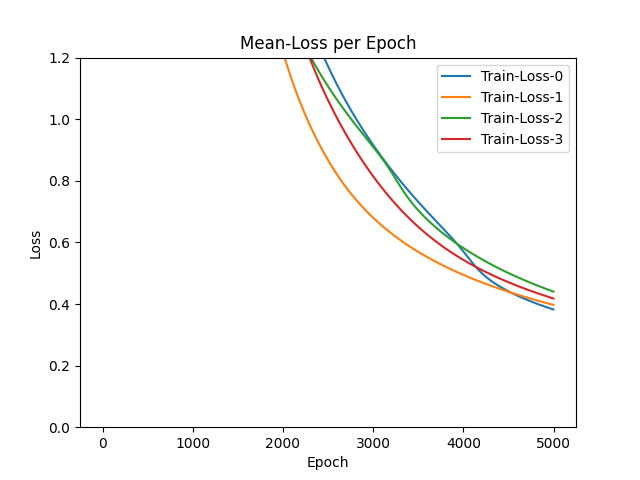 Mean-Loss per Epoch
1.2
1.0
0.8
0.6
0.4
0.2
0.0
Loss
Train-Loss-0
Train-Loss-1
Train-Loss-2
Train-Loss-3
0 1000 2000 3000 4000 5000
Epoch